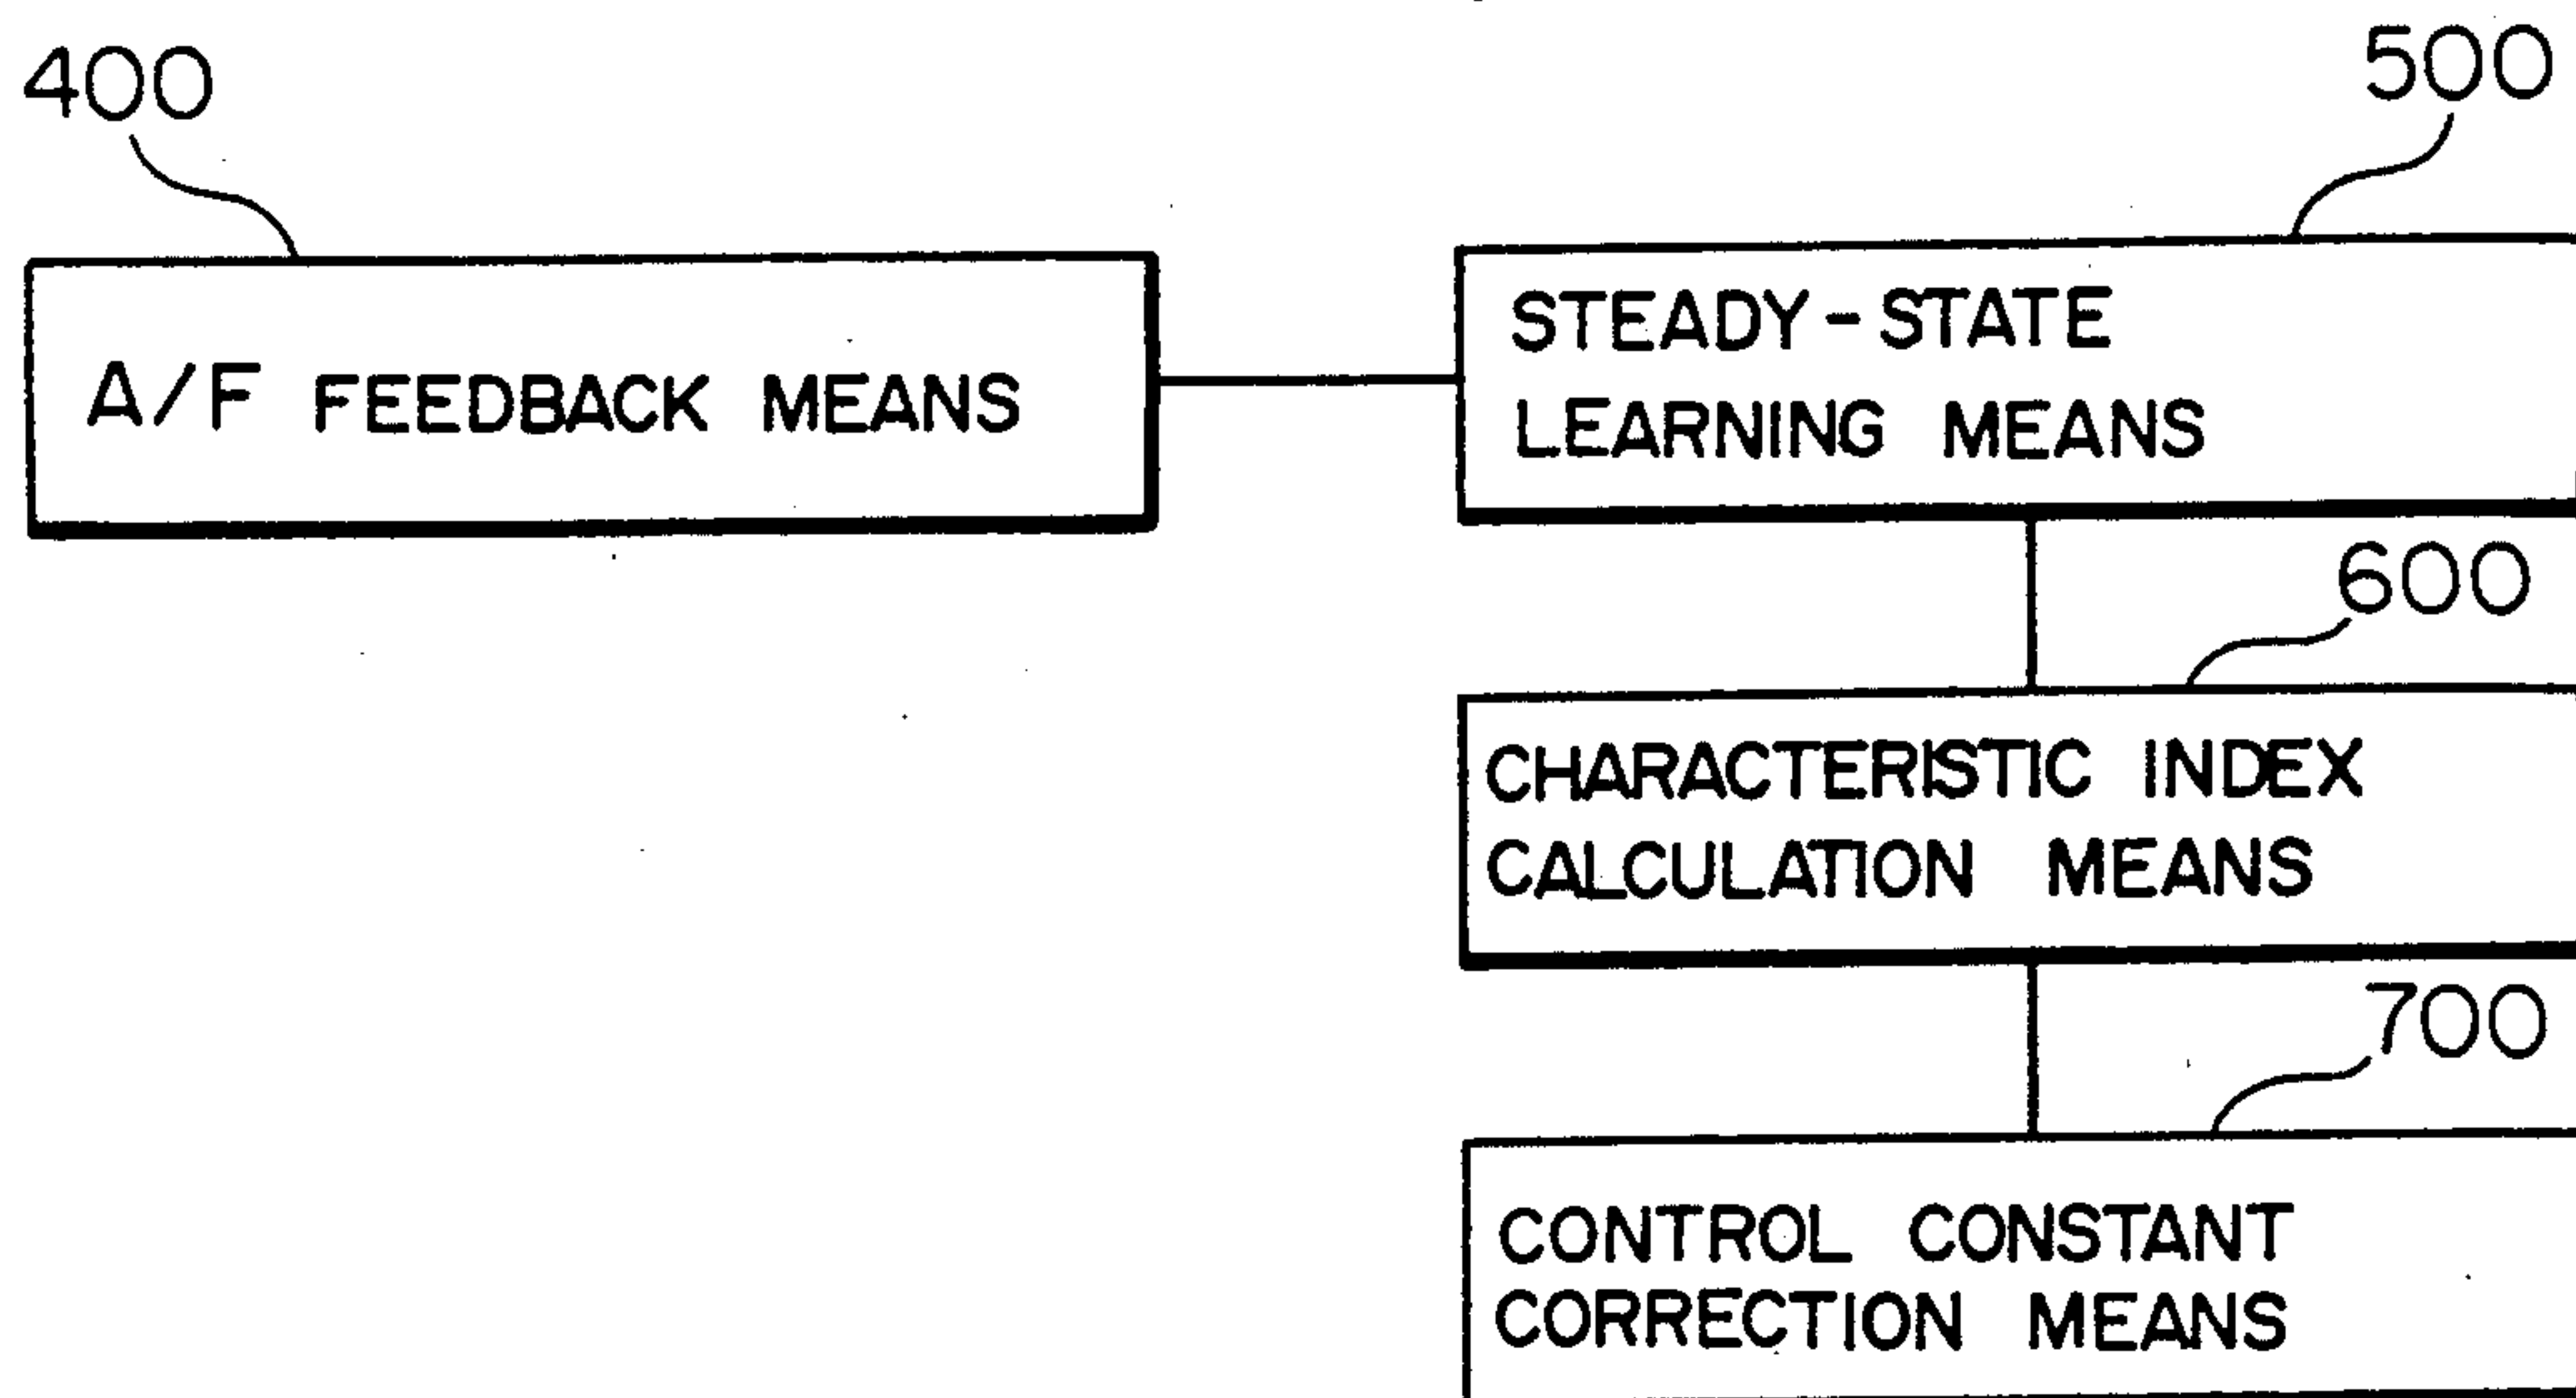 400
500
A/F FEEDBACK MEANS
STEADY-STATE
LEARNING MEANS
600
CHARACTERISTIC INDEX
CALCULATION MEANS
700
CONTROL CONSTANT
CORRECTION MEANS